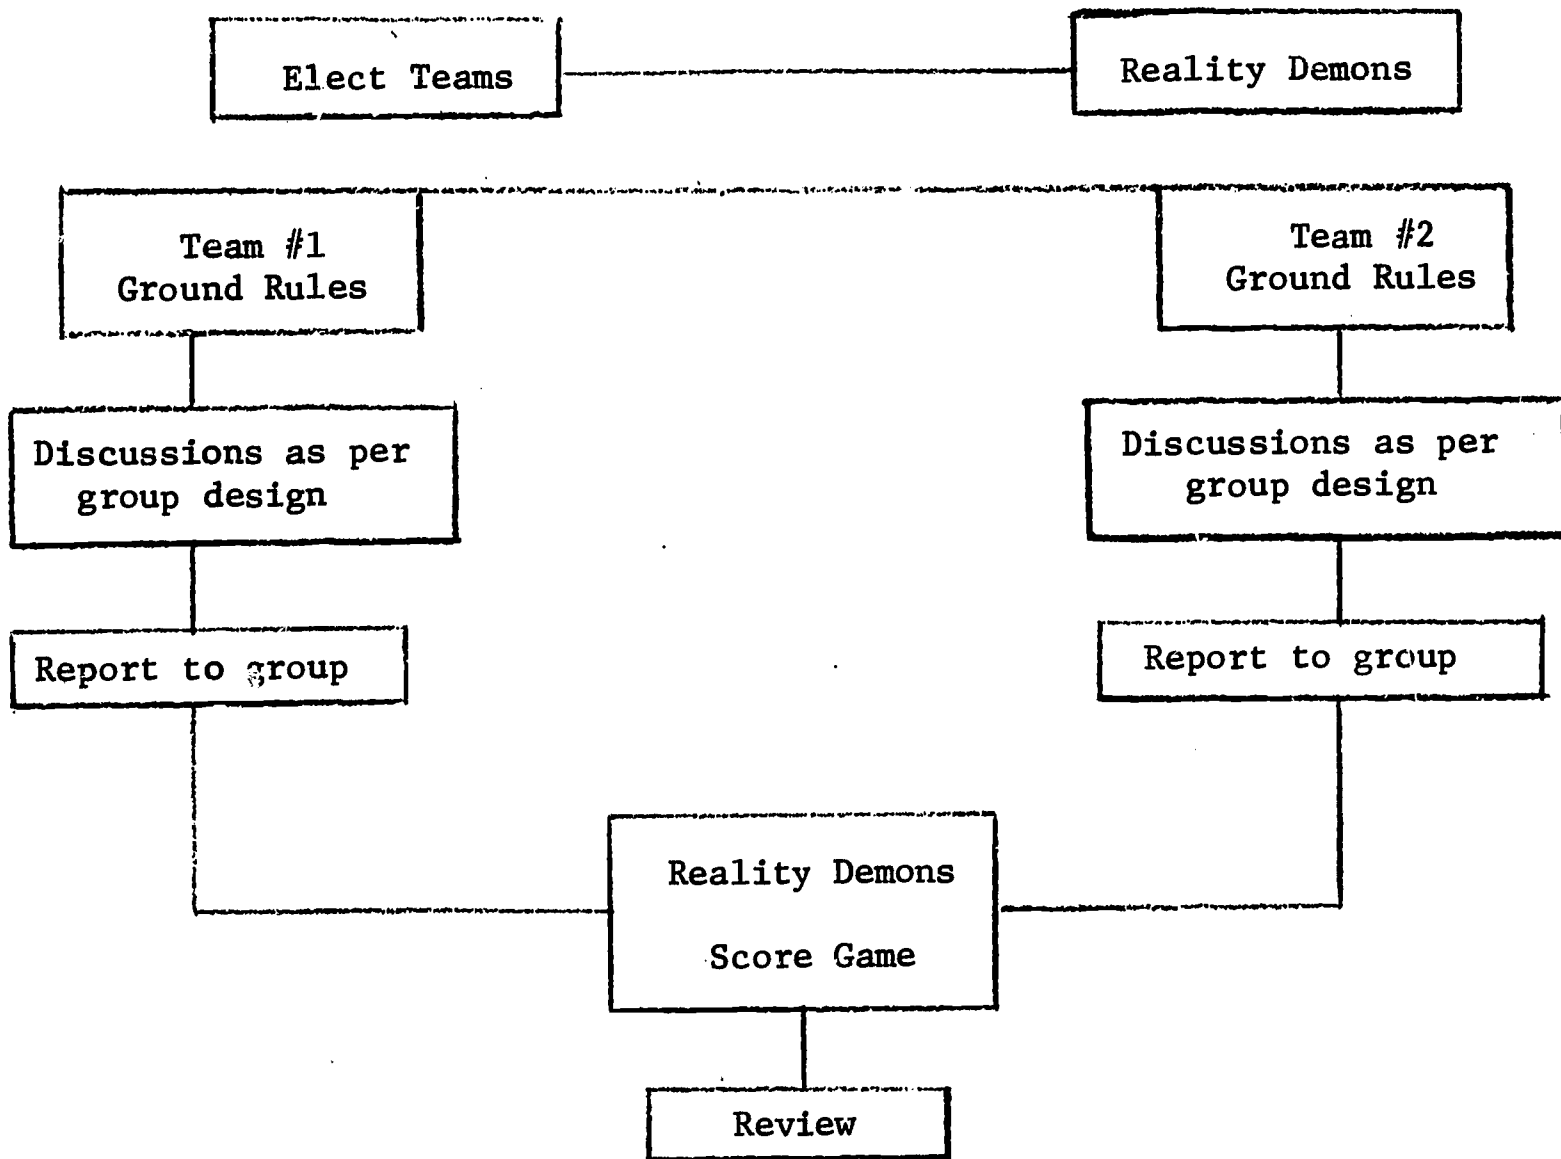 Elect Teams
Reality Demons
Team #1
Ground Rules
Team #2
Ground Rules
Discussions as per
group design
Discussions as per
group design
Report to group
Report to group
Reality Demons
Score Game
Review